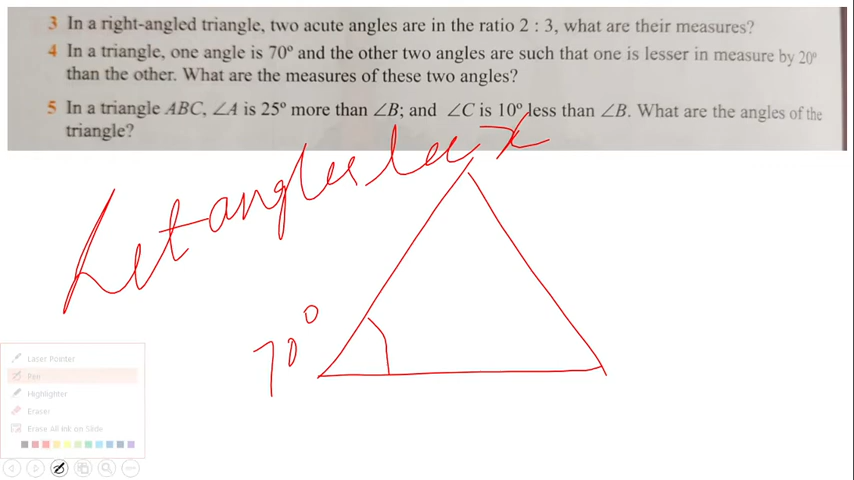 3 In a right-angled triangle, two acute angles are in the ratio 2 : 3, what are their measures?
4 In a triangle, one angle is 70° and the other two angles are such that one is lesser in measure by 20°
than the other. What are the measures of these two angles?
5 In a triangle ABC, ∠A is 25° more than ∠B; and ∠C is 10° less than ∠B. What are the angles of the
triangle?
Let angles be x
70°
Laser Pointer
Pen
Highlighter
Eraser
Erase All Ink on Slide